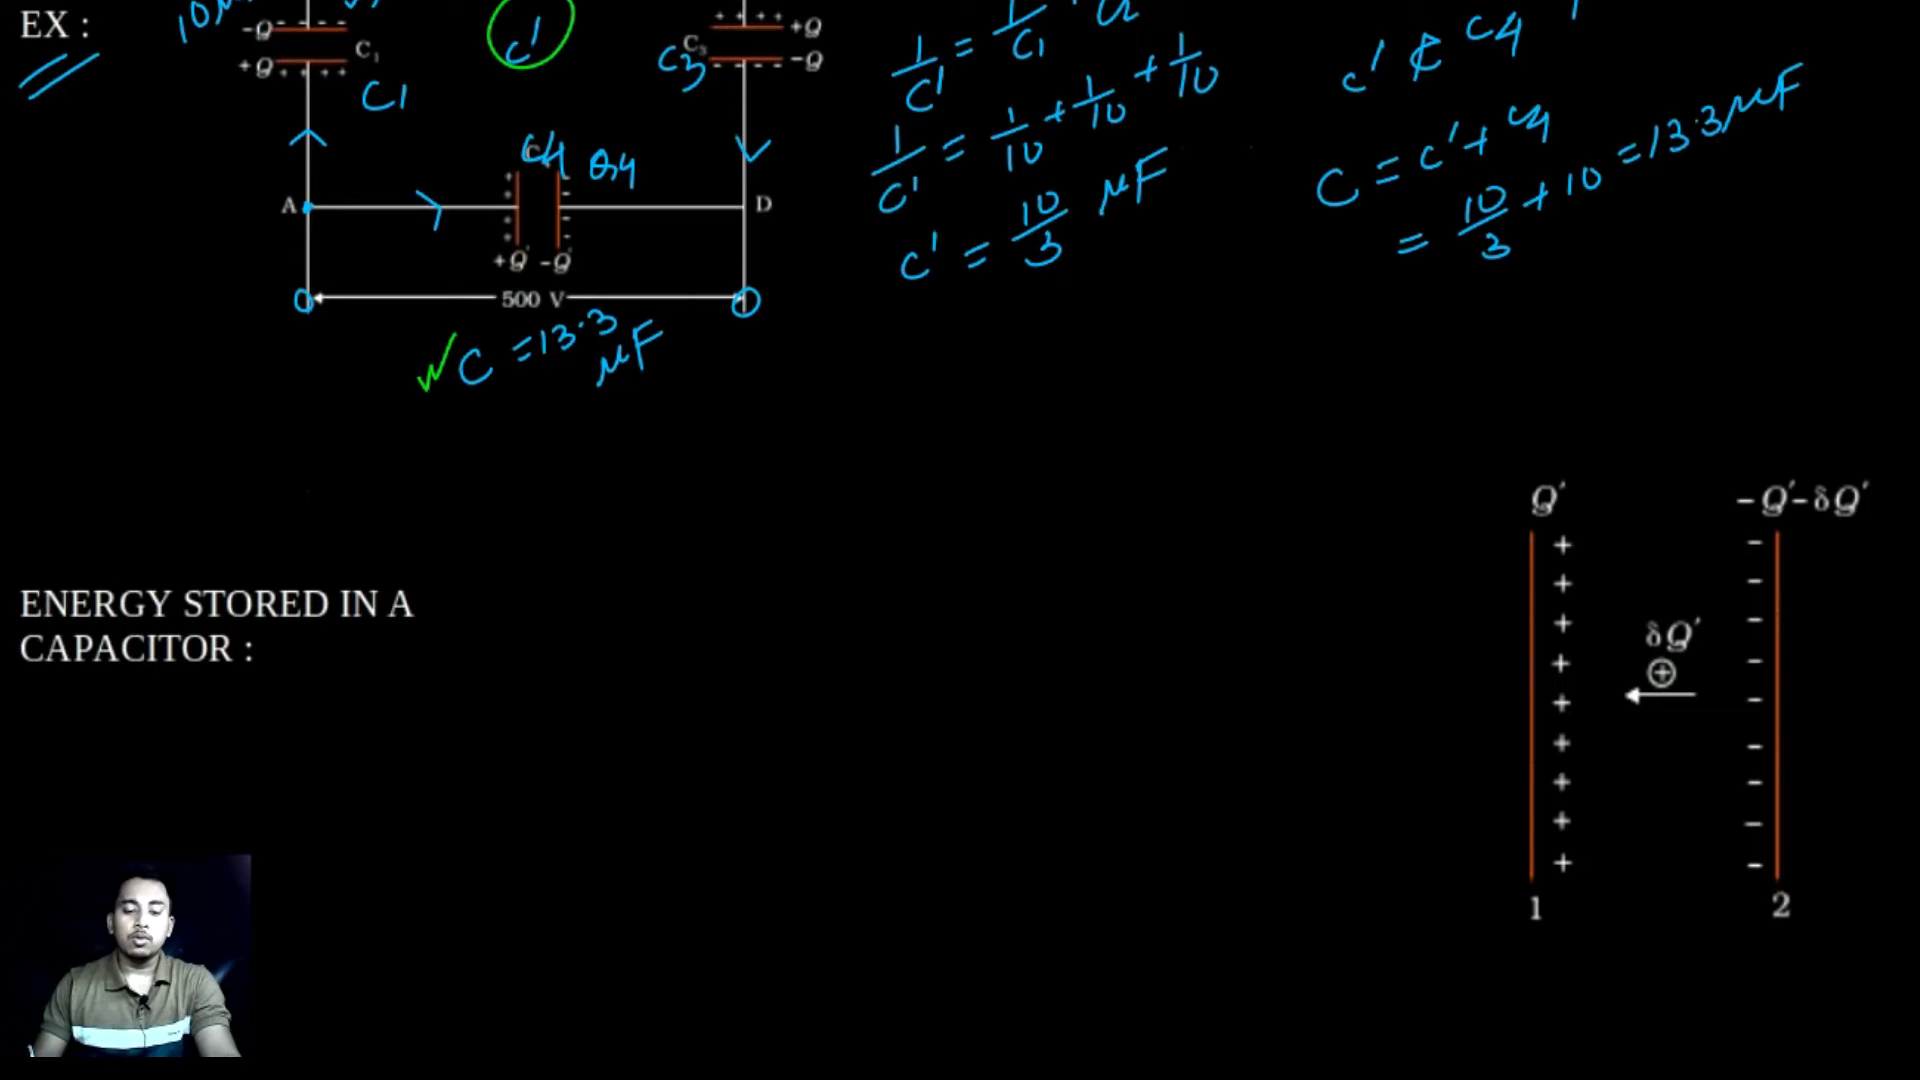 EX :
-Q
+Q
C1
C1
c'
C3
C3
+Q
-Q
1/C' = 1/C1 +
1/C' = 1/10 + 1/10 + 1/10
c' = 10/3 μF
c' & C4
C = c' + C4
= 10/3 + 10 = 13.3 μF
C4 Q4
A
D
+Q' -Q'
500 V
C = 13.3
μF
Q' -Q'-δQ'
δQ'
1 2
ENERGY STORED IN A
CAPACITOR :